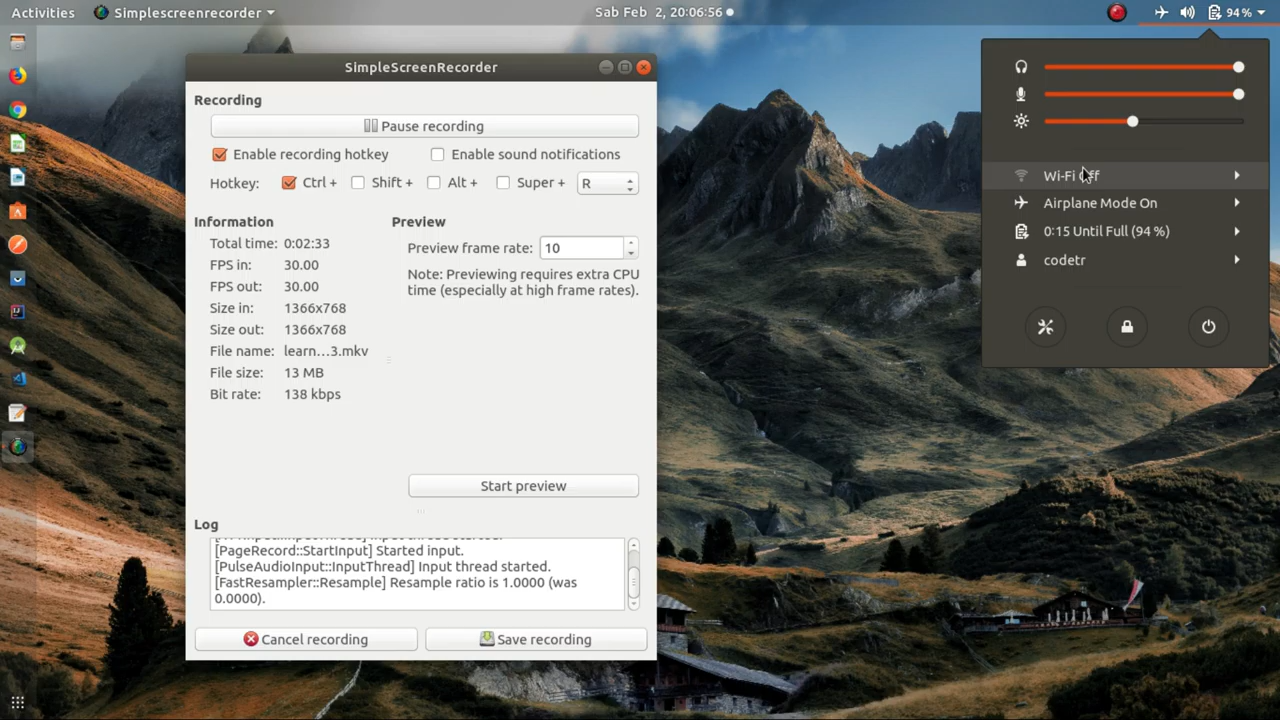 Activities
Simplescreenrecorder
Sab Feb 2, 20:06:56
94 %
SimpleScreenRecorder
Recording
Pause recording
Enable recording hotkey
Enable sound notifications
Hotkey: Ctrl + Shift + Alt + Super + R
Information
Total time: 0:02:33
FPS in: 30.00
FPS out: 30.00
Size in: 1366x768
Size out: 1366x768
File name: learn…3.mkv
File size: 13 MB
Bit rate: 138 kbps
Preview
Preview frame rate: 10
Note: Previewing requires extra CPU
time (especially at high frame rates).
Start preview
Log
[PageRecord::StartInput] Started input.
[PulseAudioInput::InputThread] Input thread started.
[FastResampler::Resample] Resample ratio is 1.0000 (was
0.0000).
Cancel recording
Save recording
Wi-Fi Off
Airplane Mode On
0:15 Until Full (94 %)
codetr